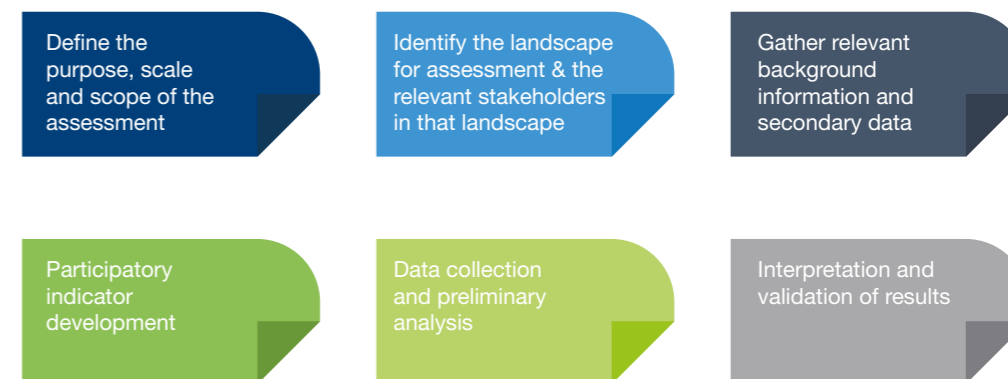 Define the
purpose, scale
and scope of the
assessment
Identify the landscape
for assessment & the
relevant stakeholders
in that landscape
Gather relevant
background
information and
secondary data
Participatory
indicator
development
Data collection
and preliminary
analysis
Interpretation and
validation of results